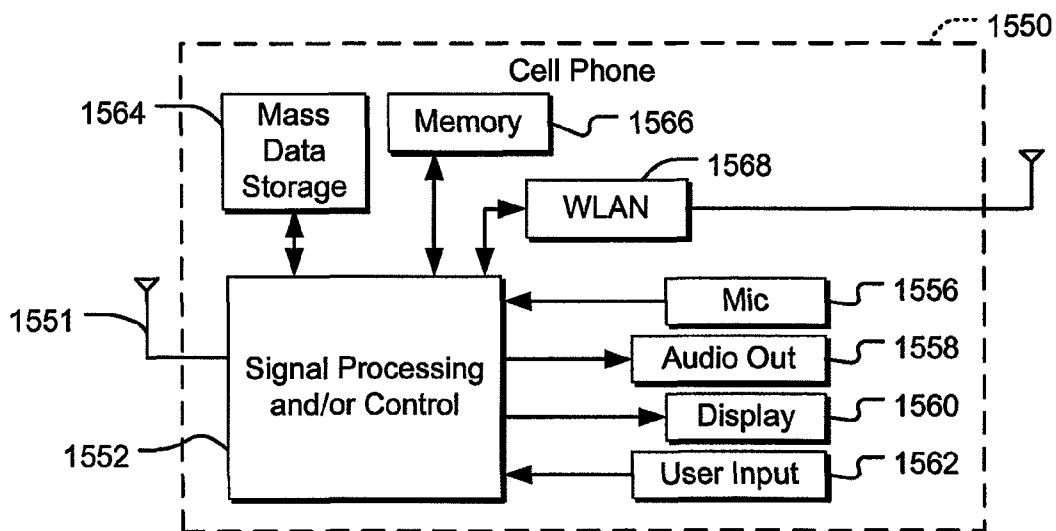 1550
Cell Phone
1564
Mass
Data
Storage
Memory
1566
1568
WLAN
1551
Mic
1556
Signal Processing
and/or Control
Audio Out
1558
Display
1560
1552
User Input
1562